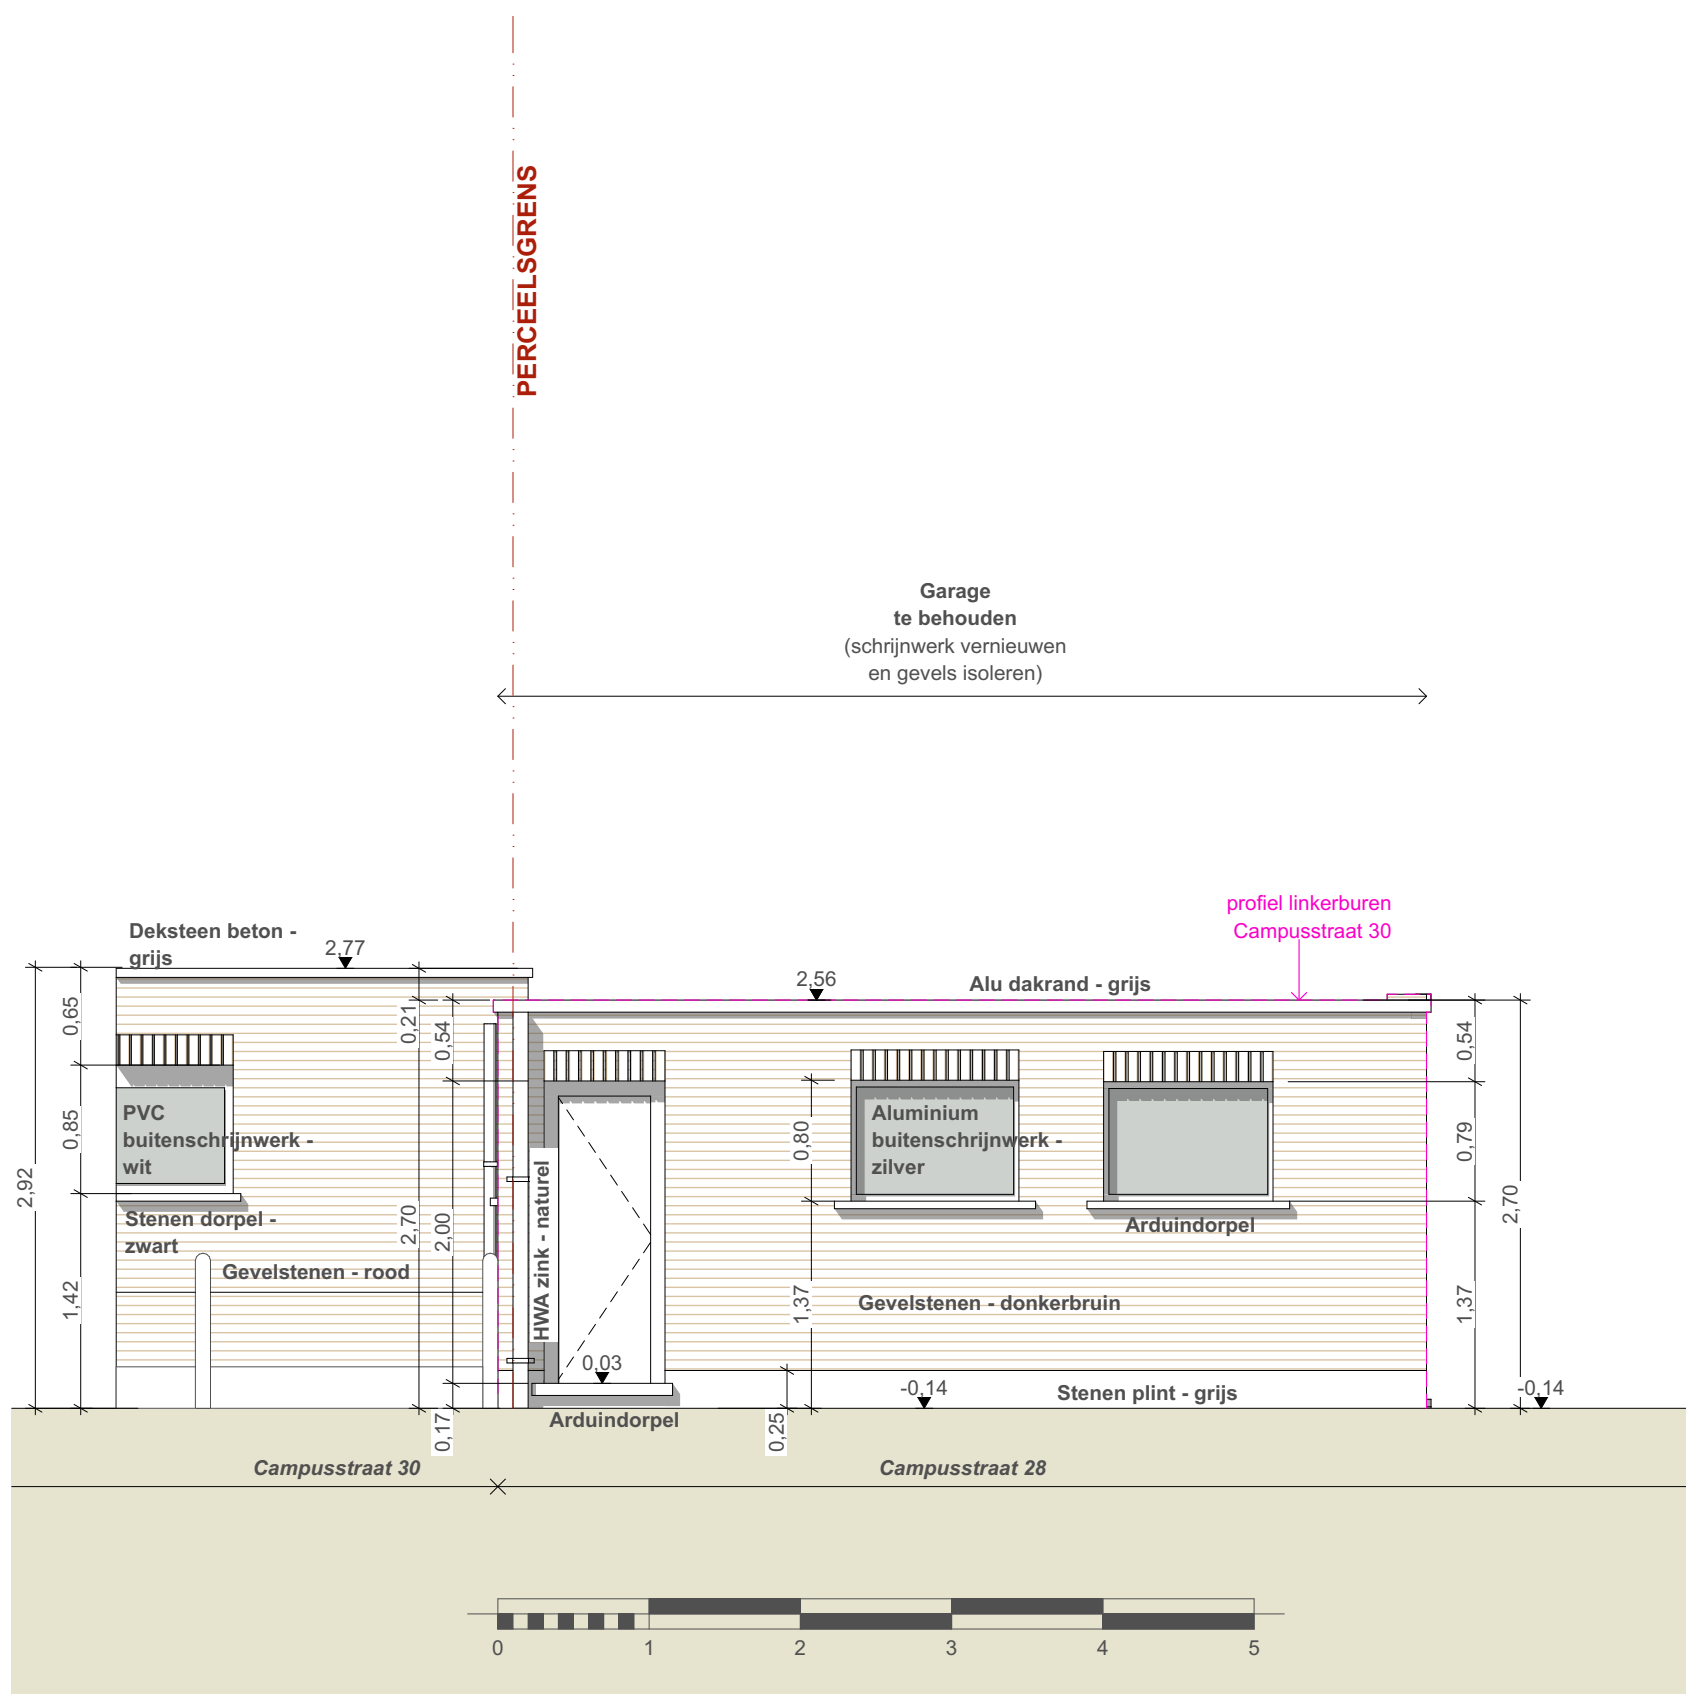 PERCEELSGRENS
Garage
te behouden
(schrijnwerk vernieuwen
en gevels isoleren)
profiel linkerburen
Campusstraat 30
Deksteen beton -
grijs
2,77
2,56
Alu dakrand - grijs
0,65
0,21
0,54
0,54
PVC
buitenschrijnwerk -
wit
Aluminium
buitenschrijnwerk -
zilver
0,85
0,80
0,79
2,92
2,70
2,00
2,70
HWA zink - naturel
Stenen dorpel -
zwart
Arduindorpel
Gevelstenen - rood
Gevelstenen - donkerbruin
1,42
1,37
1,37
0,03
-0,14
Stenen plint - grijs
-0,14
Arduindorpel
0,17
0,25
Campusstraat 30
Campusstraat 28
0 1 2 3 4 5